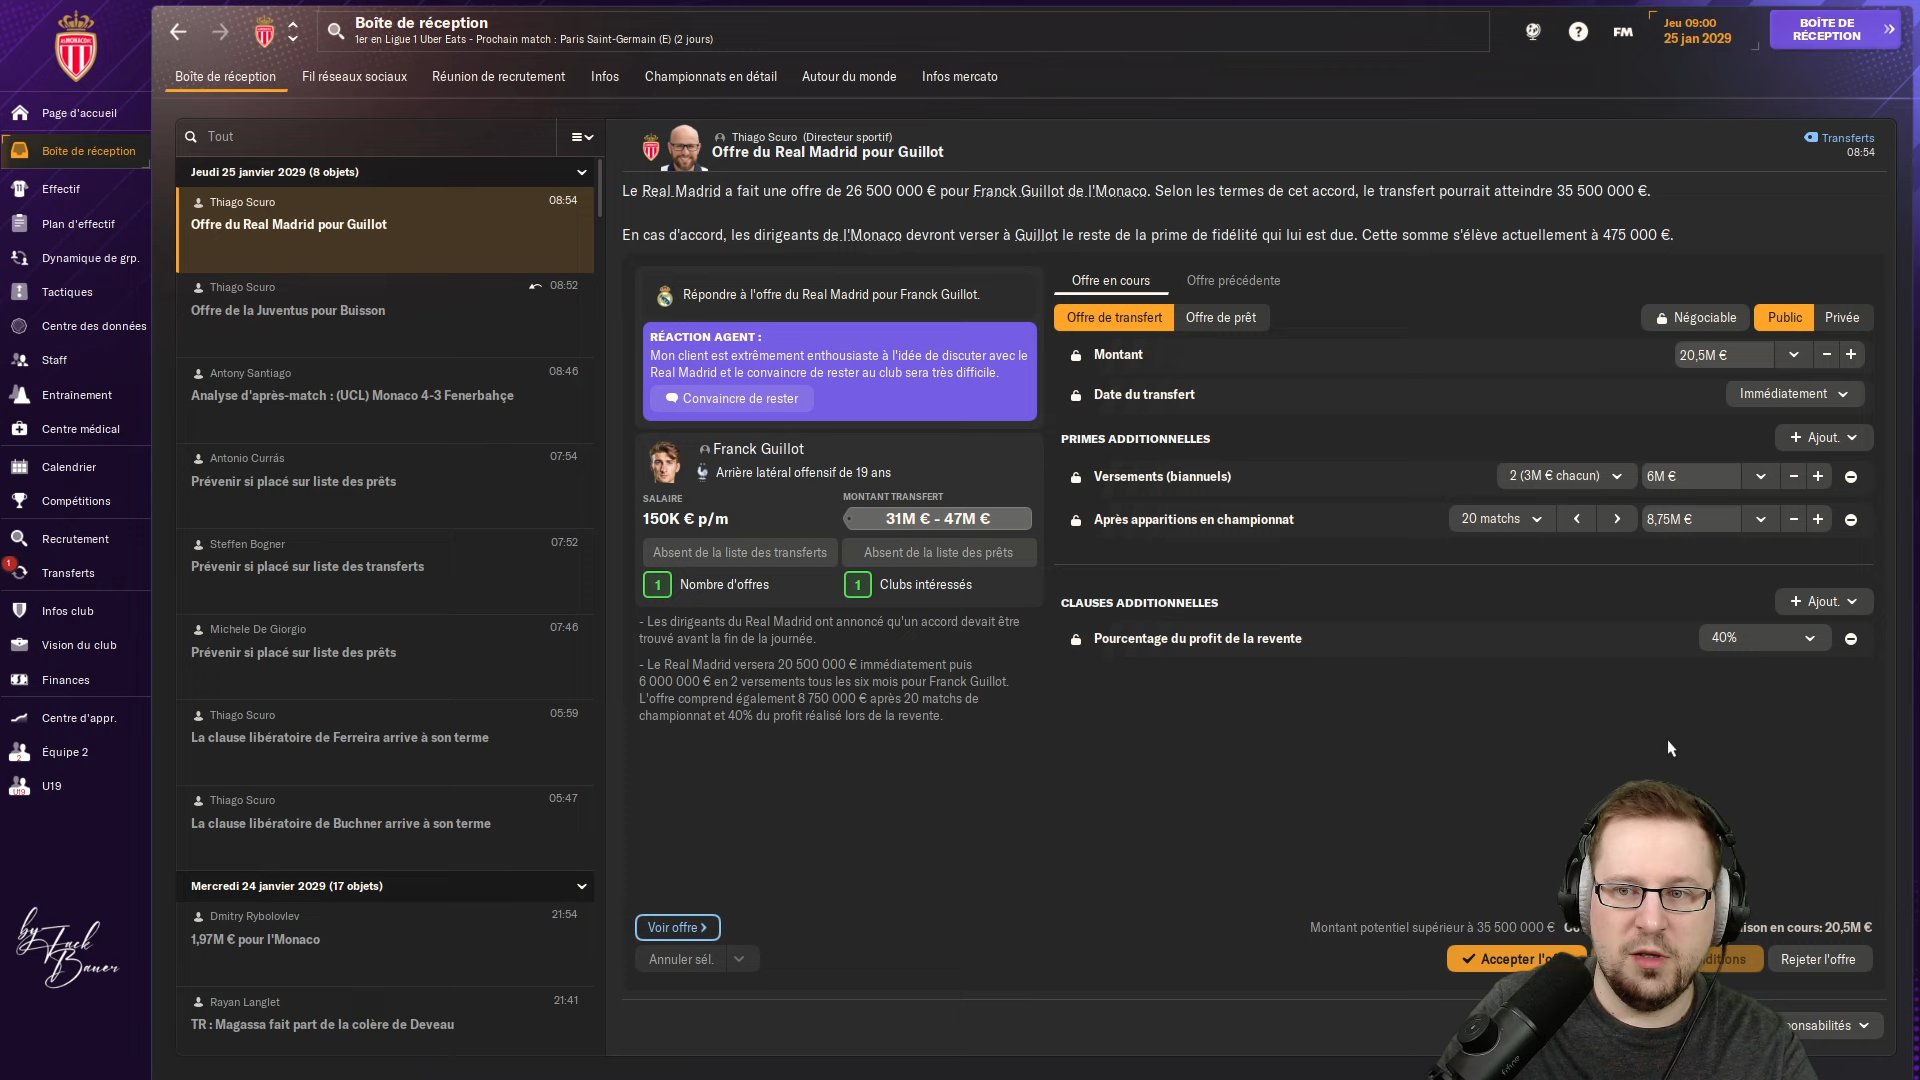 Boîte de réception
1er en Ligue 1 Uber Eats - Prochain match : Paris Saint-Germain (E) (2 jours)
FM
Jeu 09:00
25 jan 2029
BOÎTE DE
RÉCEPTION
Boîte de réception
Fil réseaux sociaux
Réunion de recrutement
Infos
Championnats en détail
Autour du monde
Infos mercato
Page d'accueil
Boîte de réception
Effectif
Plan d'effectif
Dynamique de grp.
Tactiques
Centre des données
Staff
Entraînement
Centre médical
Calendrier
Compétitions
Recrutement
1
Transferts
Infos club
Vision du club
Finances
Centre d'appr.
2
Équipe 2
U19
U19
by Jack
Bauer
Tout
Jeudi 25 janvier 2029 (8 objets)
Thiago Scuro 08:54
Offre du Real Madrid pour Guillot
Thiago Scuro 08:52
Offre de la Juventus pour Buisson
Antony Santiago 08:46
Analyse d'après-match : (UCL) Monaco 4-3 Fenerbahçe
Antonio Currás 07:54
Prévenir si placé sur liste des prêts
Steffen Bogner 07:52
Prévenir si placé sur liste des transferts
Michele De Giorgio 07:46
Prévenir si placé sur liste des prêts
Thiago Scuro 05:59
La clause libératoire de Ferreira arrive à son terme
Thiago Scuro 05:47
La clause libératoire de Buchner arrive à son terme
Mercredi 24 janvier 2029 (17 objets)
Dmitry Rybolovlev 21:54
1,97M € pour l'Monaco
Rayan Langlet 21:41
TR : Magassa fait part de la colère de Deveau
Thiago Scuro (Directeur sportif)
Offre du Real Madrid pour Guillot
Transferts
08:54
Le Real Madrid a fait une offre de 26 500 000 € pour Franck Guillot de l'Monaco. Selon les termes de cet accord, le transfert pourrait atteindre 35 500 000 €.
En cas d'accord, les dirigeants de l'Monaco devront verser à Guillot le reste de la prime de fidélité qui lui est due. Cette somme s'élève actuellement à 475 000 €.
Répondre à l'offre du Real Madrid pour Franck Guillot.
RÉACTION AGENT :
Mon client est extrêmement enthousiaste à l'idée de discuter avec le
Real Madrid et le convaincre de rester au club sera très difficile.
Convaincre de rester
Franck Guillot
Arrière latéral offensif de 19 ans
SALAIRE
150K € p/m
MONTANT TRANSFERT
31M € - 47M €
Absent de la liste des transferts
Absent de la liste des prêts
1 Nombre d'offres
1 Clubs intéressés
- Les dirigeants du Real Madrid ont annoncé qu'un accord devait être
trouvé avant la fin de la journée.
- Le Real Madrid versera 20 500 000 € immédiatement puis
6 000 000 € en 2 versements tous les six mois pour Franck Guillot.
L'offre comprend également 8 750 000 € après 20 matchs de
championnat et 40% du profit réalisé lors de la revente.
Offre en cours
Offre précédente
Offre de transfert
Offre de prêt
Négociable
Public
Privée
Montant 20,5M €
Date du transfert Immédiatement
PRIMES ADDITIONNELLES Ajout.
Versements (biannuels) 2 (3M € chacun) 6M €
Après apparitions en championnat 20 matchs 8,75M €
CLAUSES ADDITIONNELLES Ajout.
Pourcentage du profit de la revente 40%
Voir offre
Annuler sél.
Montant potentiel supérieur à 35 500 000 €
ison en cours: 20,5M €
Accepter l'o
ditions
Rejeter l'offre
ponsabilités